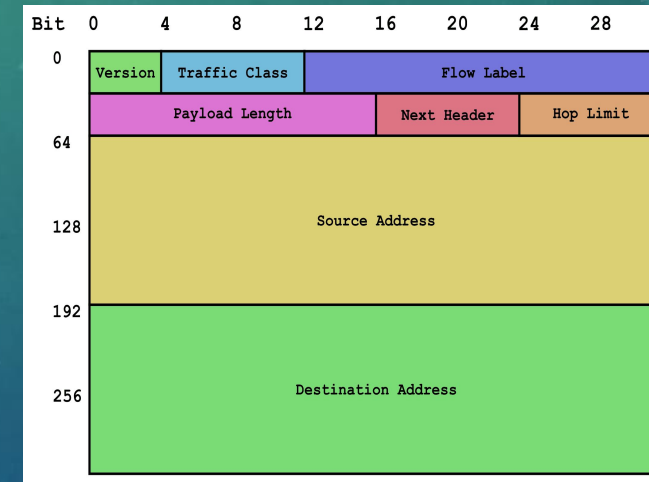 Bit 0 4 8 12 16 20 24 28
0
Version Traffic Class Flow Label
Payload Length Next Header Hop Limit
64
Source Address
128
192
Destination Address
256